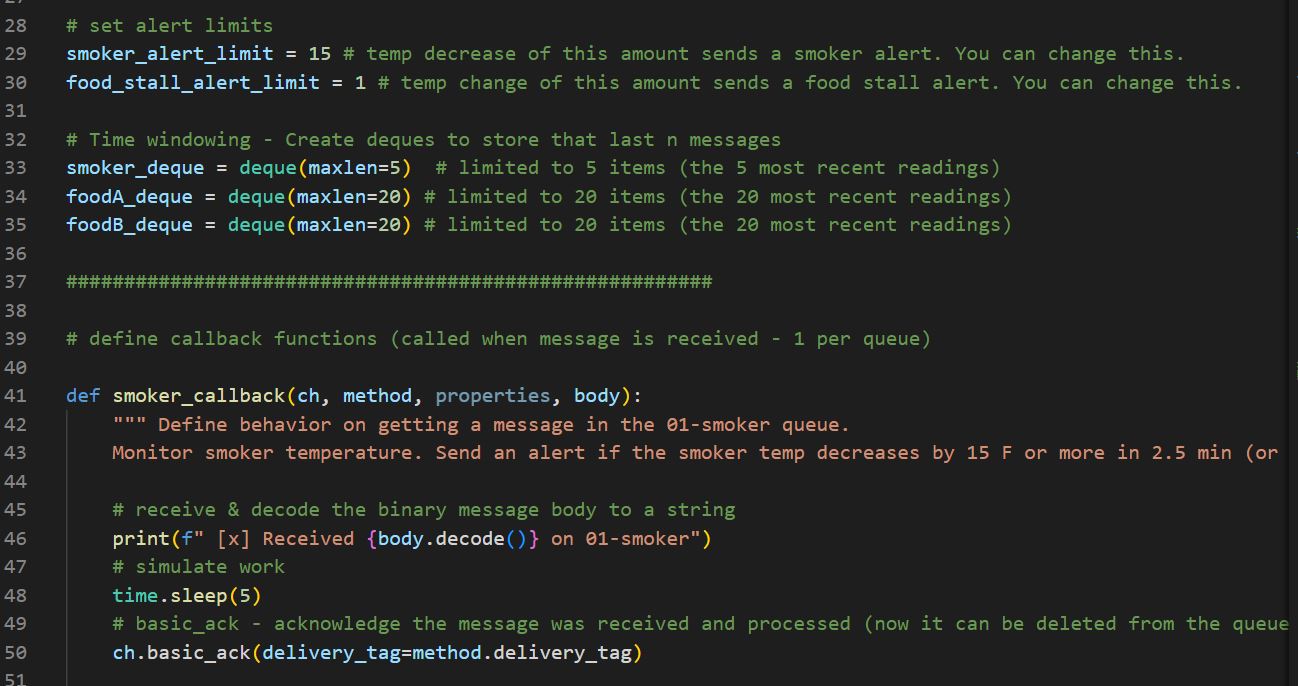 28 # set alert limits
29 smoker_alert_limit = 15 # temp decrease of this amount sends a smoker alert. You can change this.
30 food_stall_alert_limit = 1 # temp change of this amount sends a food stall alert. You can change this.
31
32 # Time windowing - Create deques to store that last n messages
33 smoker_deque = deque(maxlen=5)  # limited to 5 items (the 5 most recent readings)
34 foodA_deque = deque(maxlen=20) # limited to 20 items (the 20 most recent readings)
35 foodB_deque = deque(maxlen=20) # limited to 20 items (the 20 most recent readings)
36
37 ########################################################
38
39 # define callback functions (called when message is received - 1 per queue)
40
41 def smoker_callback(ch, method, properties, body):
42     """ Define behavior on getting a message in the 01-smoker queue.
43     Monitor smoker temperature. Send an alert if the smoker temp decreases by 15 F or more in 2.5 min (or
44
45     # receive & decode the binary message body to a string
46     print(f" [x] Received {body.decode()} on 01-smoker")
47     # simulate work
48     time.sleep(5)
49     # basic_ack - acknowledge the message was received and processed (now it can be deleted from the queue
50     ch.basic_ack(delivery_tag=method.delivery_tag)
51